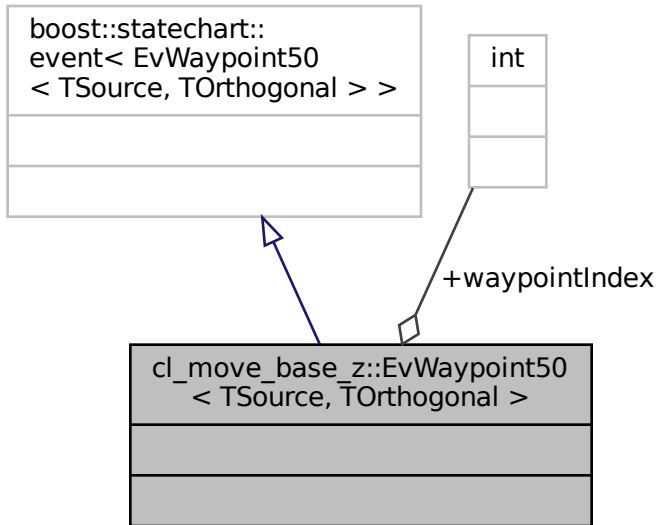 boost::statechart::
event< EvWaypoint50
< TSource, TOrthogonal > >
int
+waypointIndex
cl_move_base_z::EvWaypoint50
< TSource, TOrthogonal >